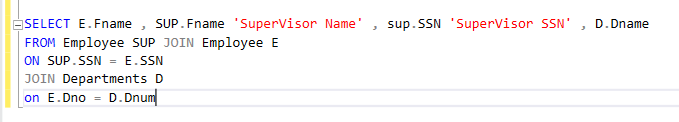 SELECT E.Fname , SUP.Fname 'SuperVisor Name' , sup.SSN 'SuperVisor SSN' , D.Dname
FROM Employee SUP JOIN Employee E
ON SUP.SSN = E.SSN
JOIN Departments D
on E.Dno = D.Dnum